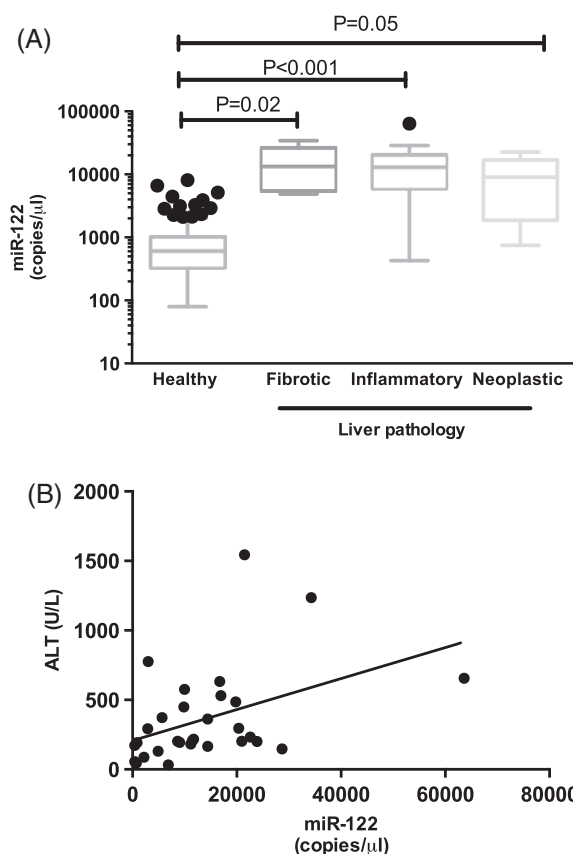 (A)
P=0.05
P<0.001
P=0.02
100000
10000
1000
100
10
miR-122
(copies/μl)
Healthy
Fibrotic
Inflammatory
Neoplastic
Liver pathology
(B)
2000
1500
1000
500
0
ALT (U/L)
0
20000
40000
60000
80000
miR-122
(copies/μl)